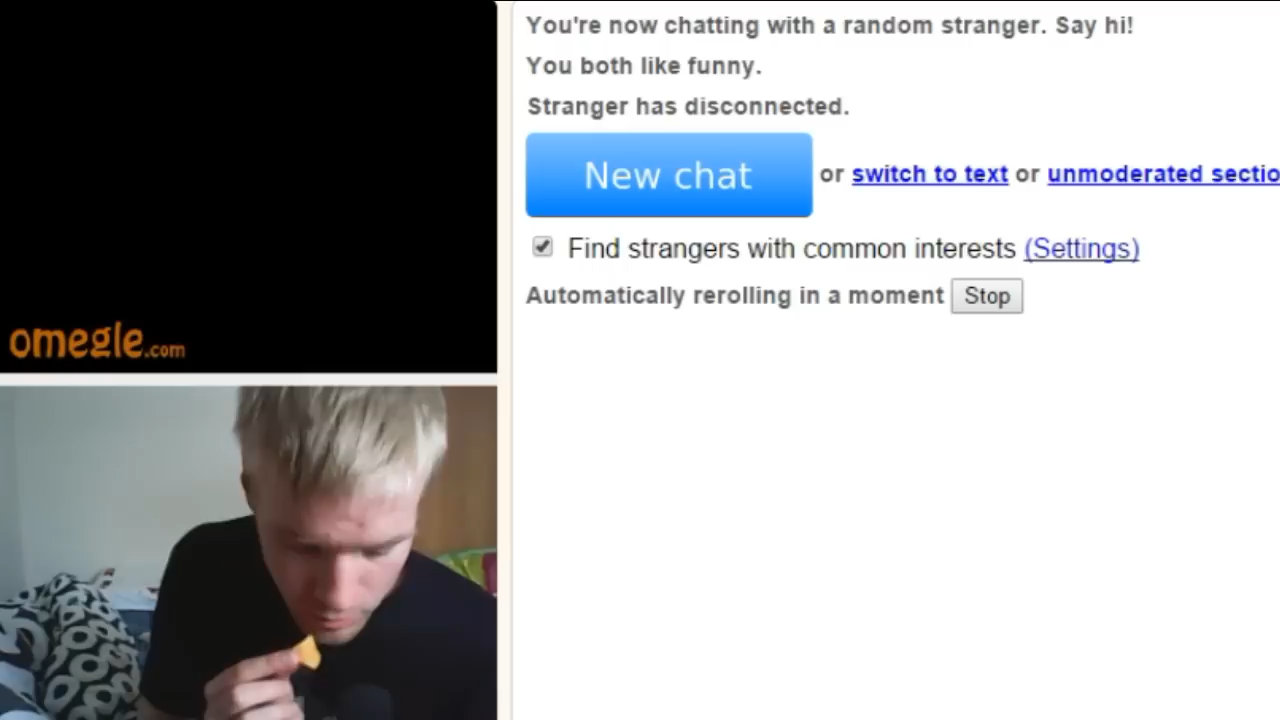 You're now chatting with a random stranger. Say hi!
You both like funny.
Stranger has disconnected.
New chat or switch to text or unmoderated sectio
Find strangers with common interests (Settings)
Automatically rerolling in a moment Stop
omegle.com